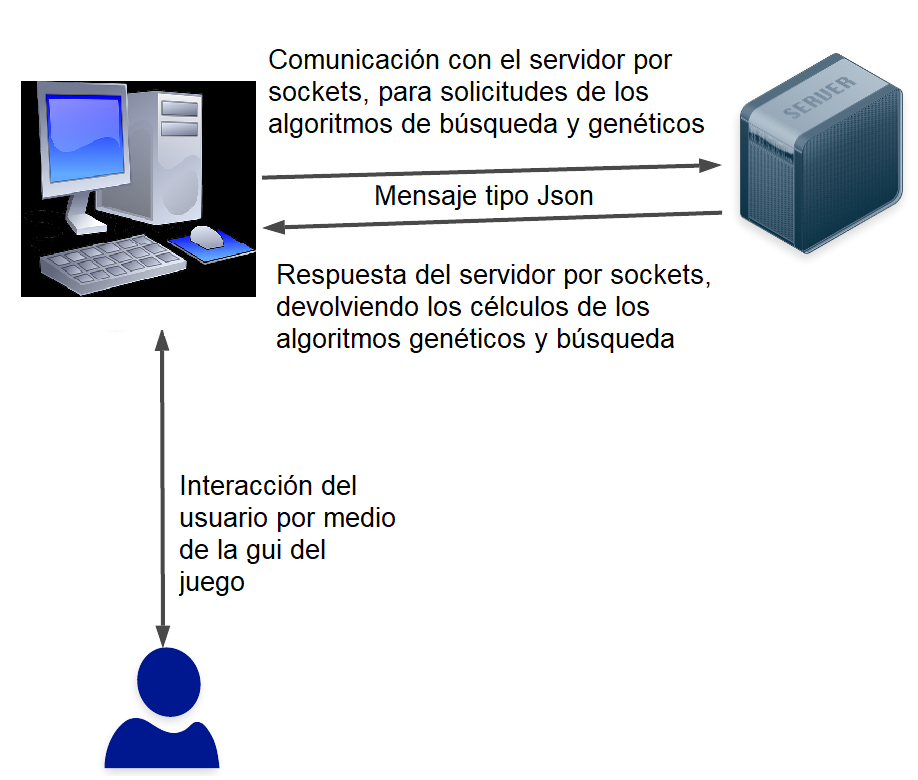 Comunicación con el servidor por
sockets, para solicitudes de los
algoritmos de búsqueda y genéticos
SERVER
Mensaje tipo Json
Respuesta del servidor por sockets,
devolviendo los célculos de los
algoritmos genéticos y búsqueda
Interacción del
usuario por medio
de la gui del
juego